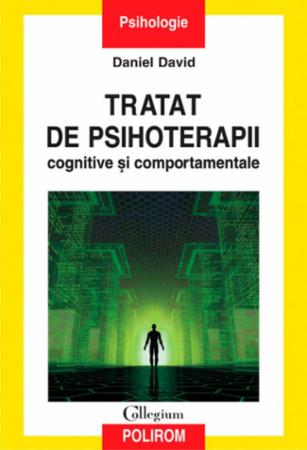 Psihologie
Daniel David
TRATAT
DE PSIHOTERAPII
cognitive și comportamentale
Collegium
POLIROM